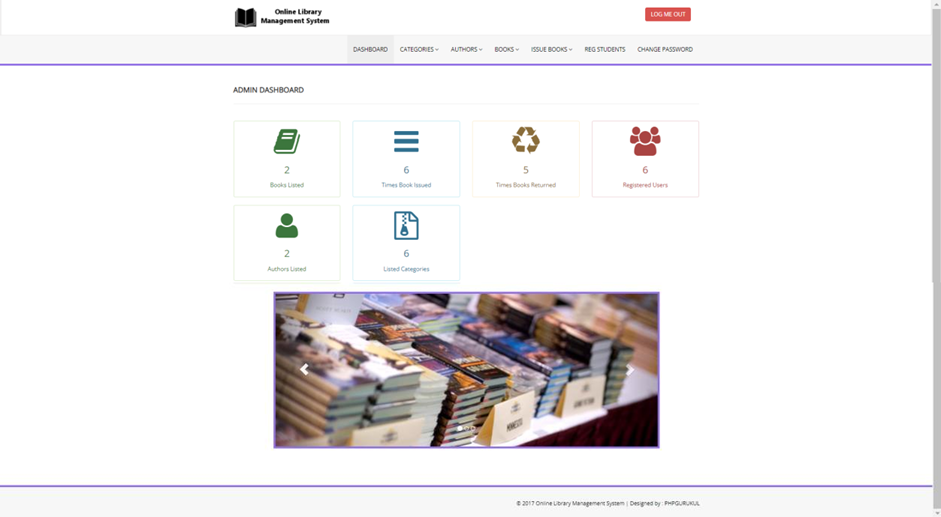 Online Library
Management System
LOG ME OUT
DASHBOARD CATEGORIES AUTHORS BOOKS ISSUE BOOKS REG STUDENTS CHANGE PASSWORD
ADMIN DASHBOARD
2
Books Listed
6
Times Book Issued
5
Times Books Returned
6
Registered Users
2
Authors Listed
6
Listed Categories
© 2017 Online Library Management System | Designed by : PHPGURUKUL